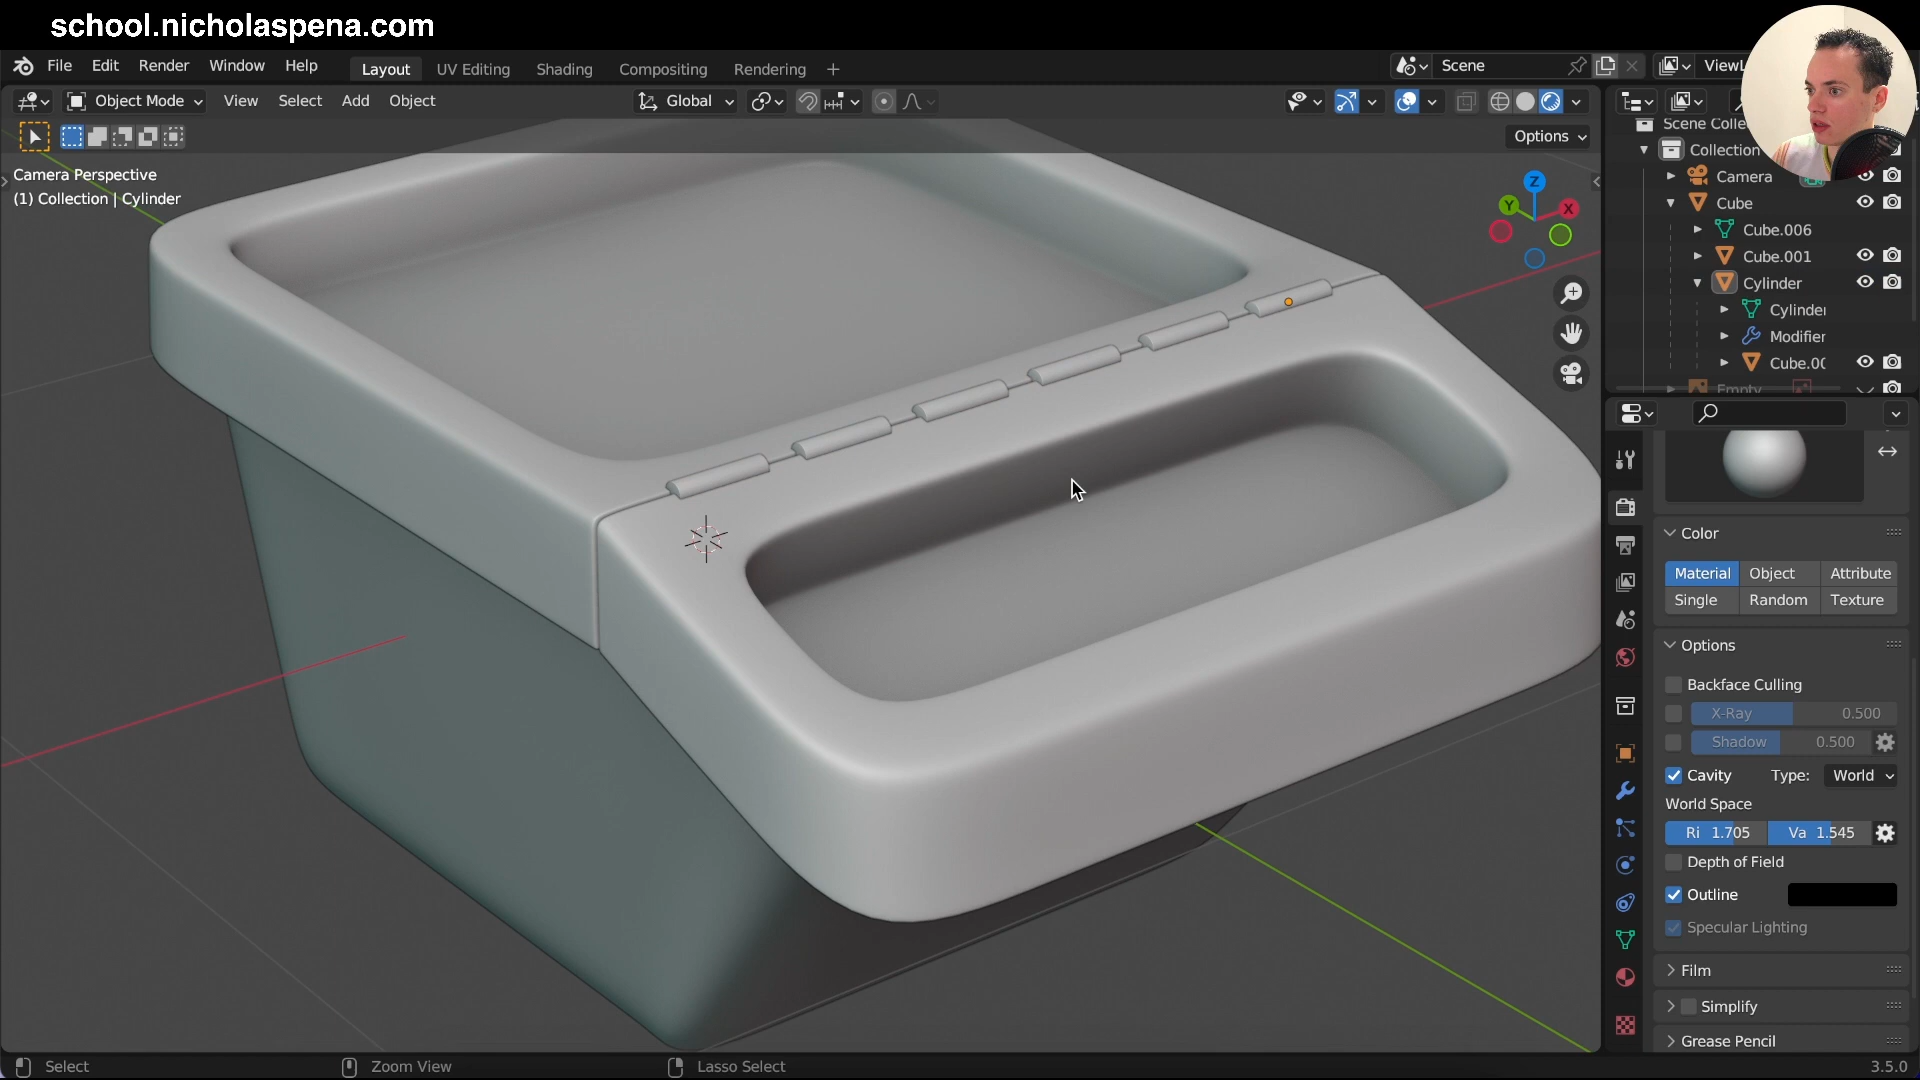 school.nicholaspena.com
File Edit Render Window Help Layout UV Editing Shading Compositing Rendering + Scene
Object Mode View Select Add Object Global
Options
Camera Perspective
(1) Collection | Cylinder
Z
Y
X
Collection
Camera
Cube
Cube.006
Cube.001
Cylinder
Modifier
Color
Material Object Attribute
Single Random Texture
Options
Backface Culling
X-Ray 0.500
Shadow 0.500
Cavity Type: World
World Space
Ri 1.705 Va 1.545
Depth of Field
Outline
Specular Lighting
Film
Simplify
Grease Pencil
Select Zoom View Lasso Select 3.5.0